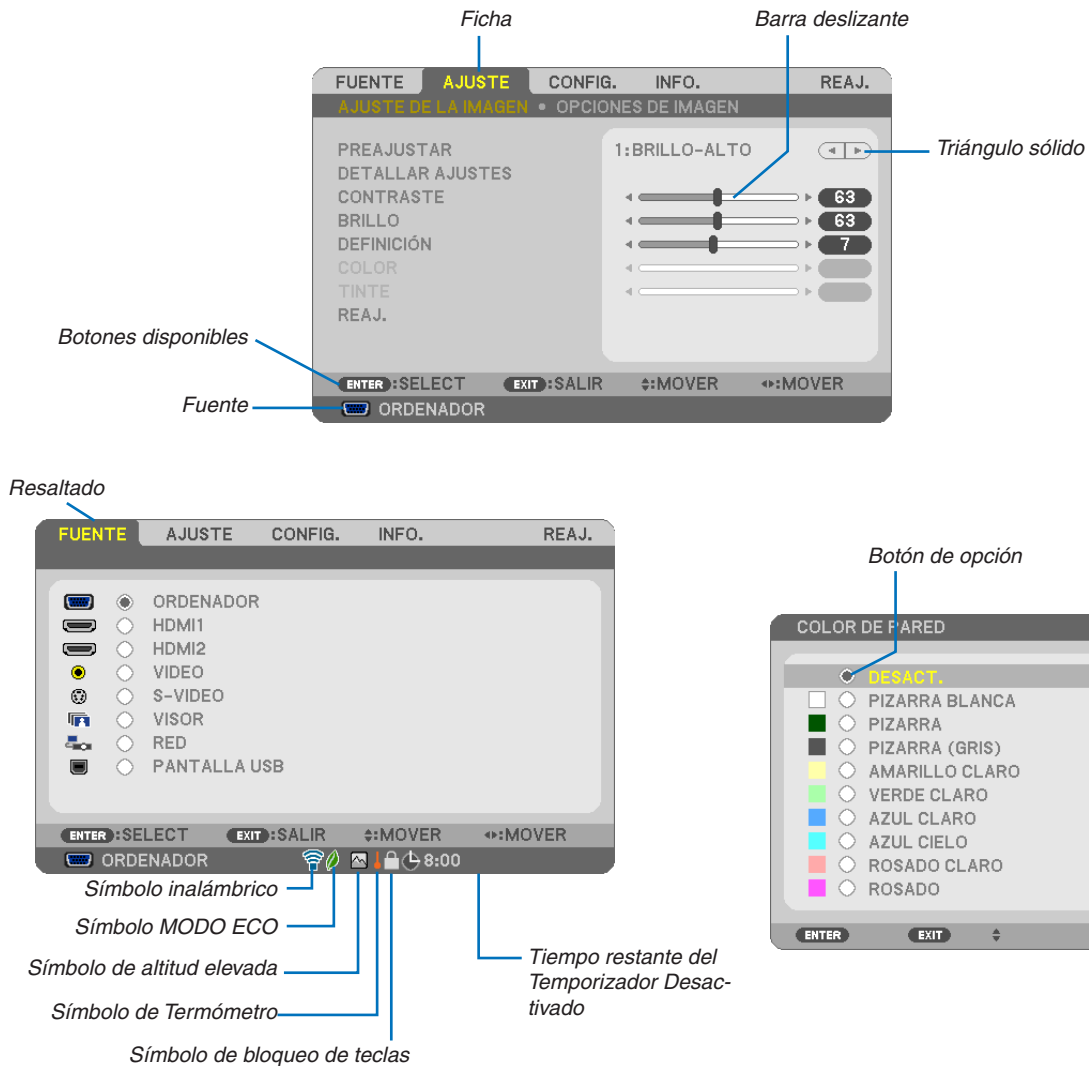 Ficha
Barra deslizante
FUENTE AJUSTE CONFIG. INFO. REAJ.
AJUSTE DE LA IMAGEN • OPCIONES DE IMAGEN
PREAJUSTAR 1:BRILLO-ALTO
Triángulo sólido
DETALLAR AJUSTES
CONTRASTE 63
BRILLO 63
DEFINICIÓN 7
COLOR
TINTE
REAJ.
Botones disponibles
ENTER :SELECT EXIT :SALIR :MOVER :MOVER
Fuente
ORDENADOR
Resaltado
FUENTE AJUSTE CONFIG. INFO. REAJ.
ORDENADOR
HDMI1
HDMI2
VIDEO
S-VIDEO
VISOR
RED
PANTALLA USB
ENTER :SELECT EXIT :SALIR :MOVER :MOVER
ORDENADOR 8:00
Símbolo inalámbrico
Símbolo MODO ECO
Símbolo de altitud elevada
Símbolo de Termómetro
Símbolo de bloqueo de teclas
Tiempo restante del
Temporizador Desac-
tivado
Botón de opción
COLOR DE PARED
DESACT.
PIZARRA BLANCA
PIZARRA
PIZARRA (GRIS)
AMARILLO CLARO
VERDE CLARO
AZUL CLARO
AZUL CIELO
ROSADO CLARO
ROSADO
ENTER EXIT